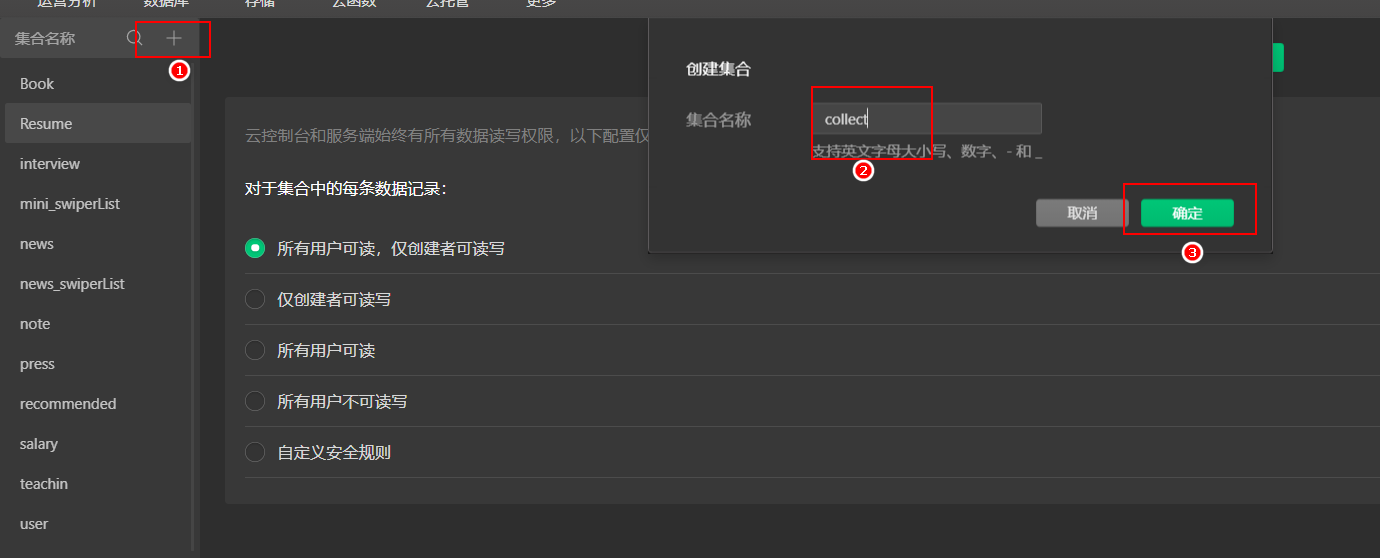 运营分析 数据库 存储 云函数 云托管 更多
集合名称
1
Book
Resume
interview
mini_swiperList
news
news_swiperList
note
press
recommended
salary
teachin
user
云控制台和服务端始终有所有数据读写权限，以下配置仅
对于集合中的每条数据记录：
所有用户可读，仅创建者可读写
仅创建者可读写
所有用户可读
所有用户不可读写
自定义安全规则
创建集合
集合名称 collect
支持英文字母大小写、数字、- 和 _
2
取消 确定
3